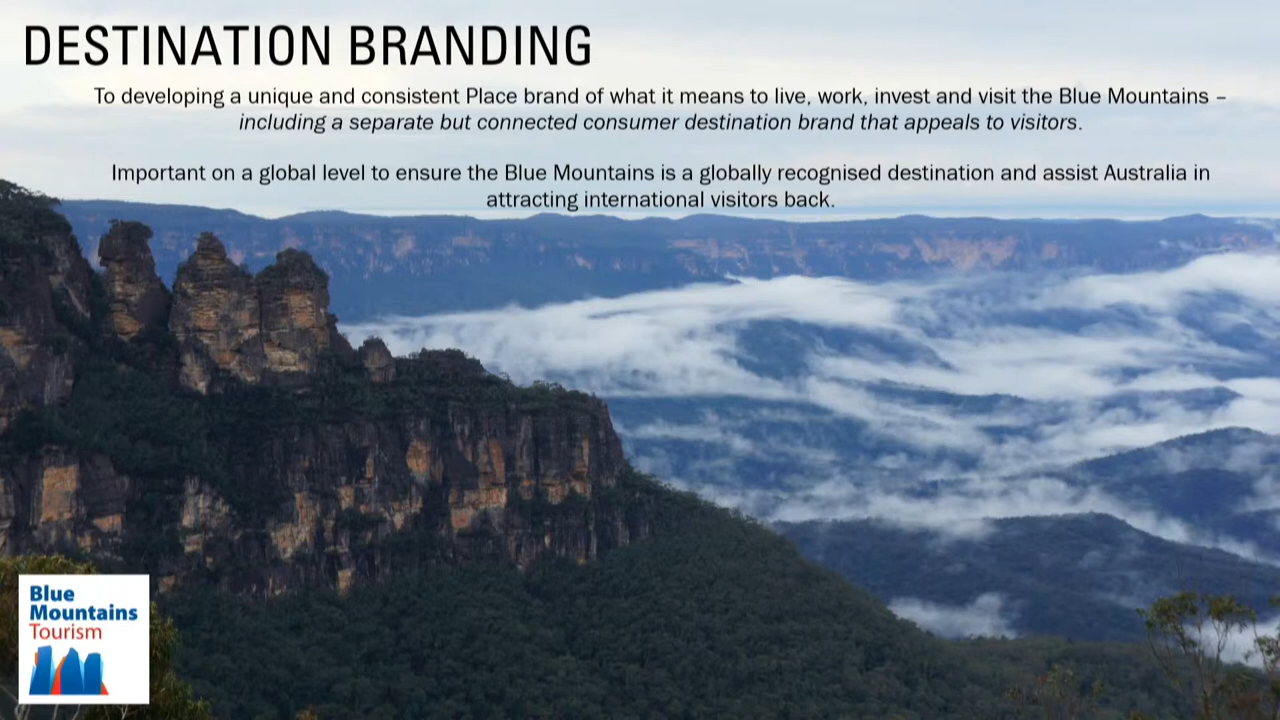 DESTINATION BRANDING
To developing a unique and consistent Place brand of what it means to live, work, invest and visit the Blue Mountains –
including a separate but connected consumer destination brand that appeals to visitors.
Important on a global level to ensure the Blue Mountains is a globally recognised destination and assist Australia in
attracting international visitors back.
Blue
Mountains
Tourism